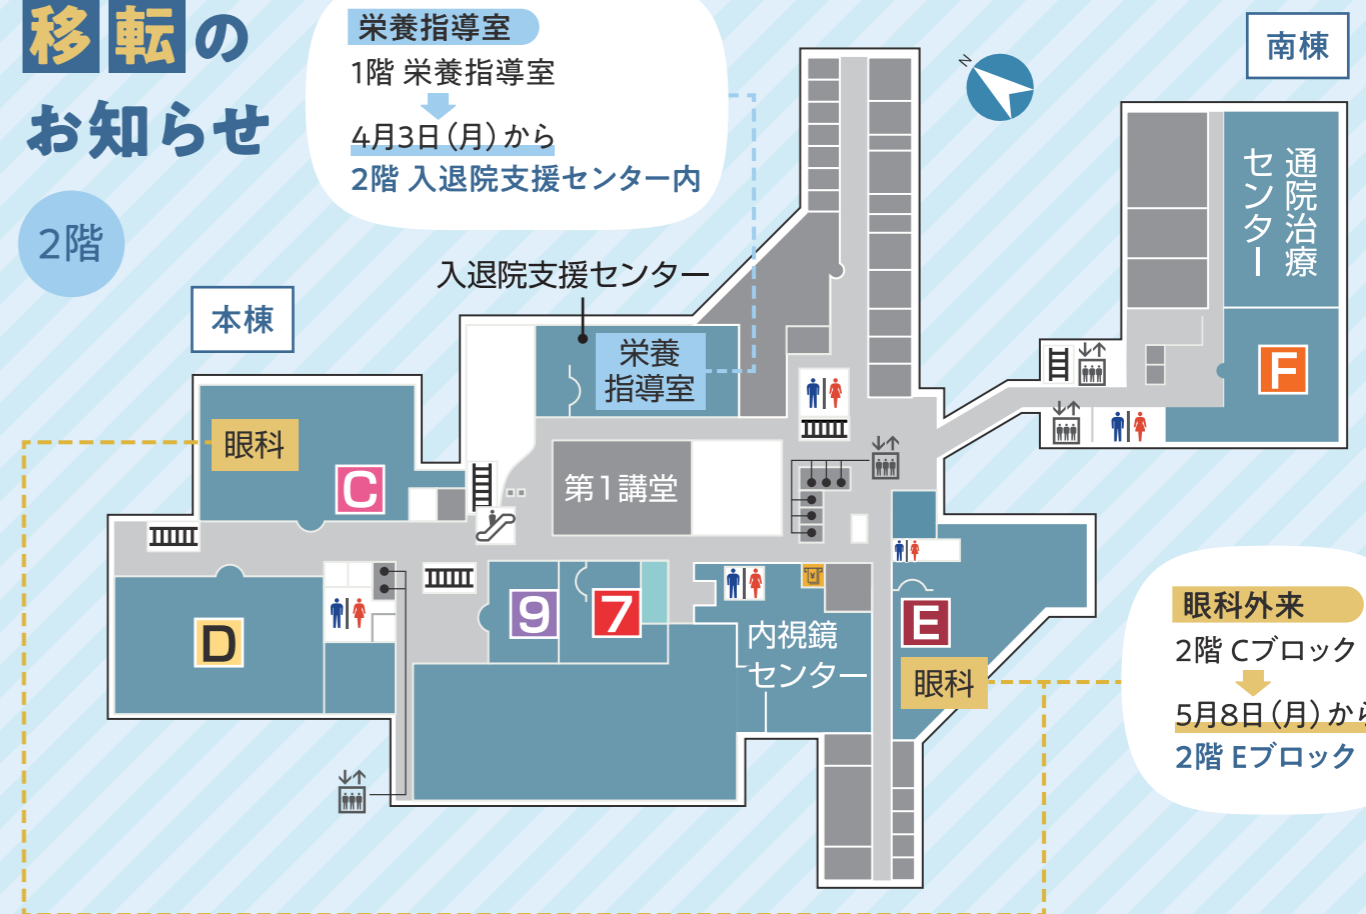 移転の
お知らせ
2階
栄養指導室
1階 栄養指導室
4月3日（月）から
2階 入退院支援センター内
N
南棟
本棟
入退院支援センター
栄養
指導室
通院治療
センター
F
眼科
C
第1講堂
D
9
7
内視鏡
センター
¥
E
眼科
眼科外来
2階 Cブロック
5月8日（月）から
2階 Eブロック